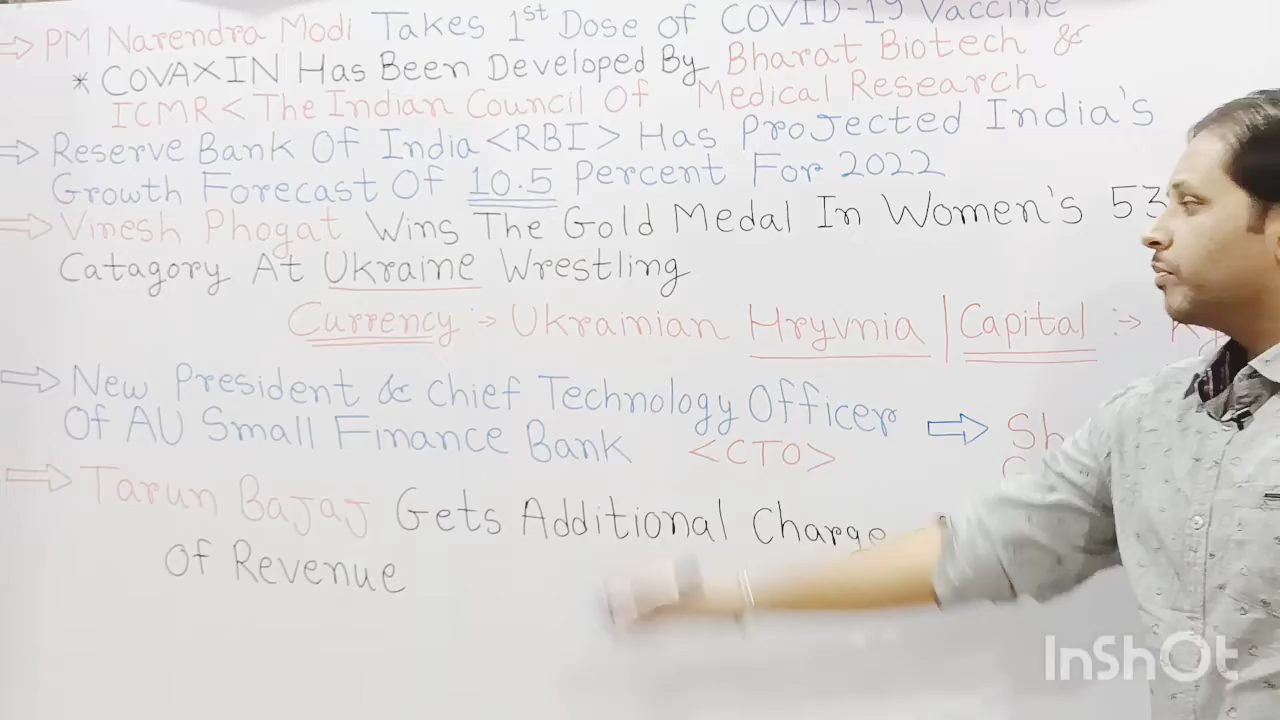 ⇒ PM Narendra Modi Takes 1st Dose of COVID-19 Vaccine
* COVAXIN Has Been Developed By Bharat Biotech &
ICMR < The Indian Council Of Medical Research
⇒ Reserve Bank Of India <RBI> Has Projected India's
Growth Forecast Of 10.5 Percent For 2022
⇒ Vinesh Phogat Wins The Gold Medal In Women's 53
Catagory At Ukraine Wrestling
Currency :→ Ukrainian Hryvnia | Capital :→
⇒ New President & Chief Technology Officer
Of AU Small Finance Bank <CTO> ⇒ Sh
⇒ Tarun Bajaj Gets Additional Charge
Of Revenue
InShOt